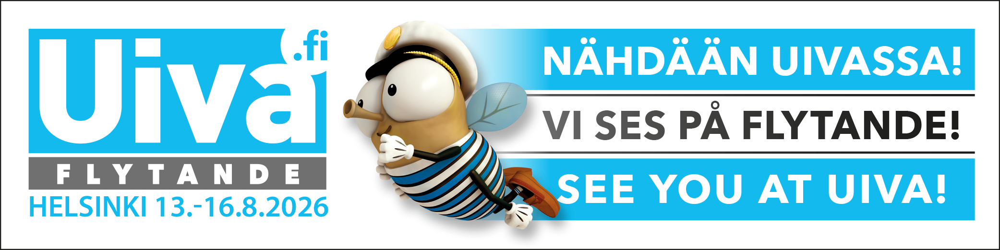 Uiva.fi
FLYTANDE
HELSINKI 13.-16.8.2026
NÄHDÄÄN UIVASSA!
VI SES PÅ FLYTANDE!
SEE YOU AT UIVA!